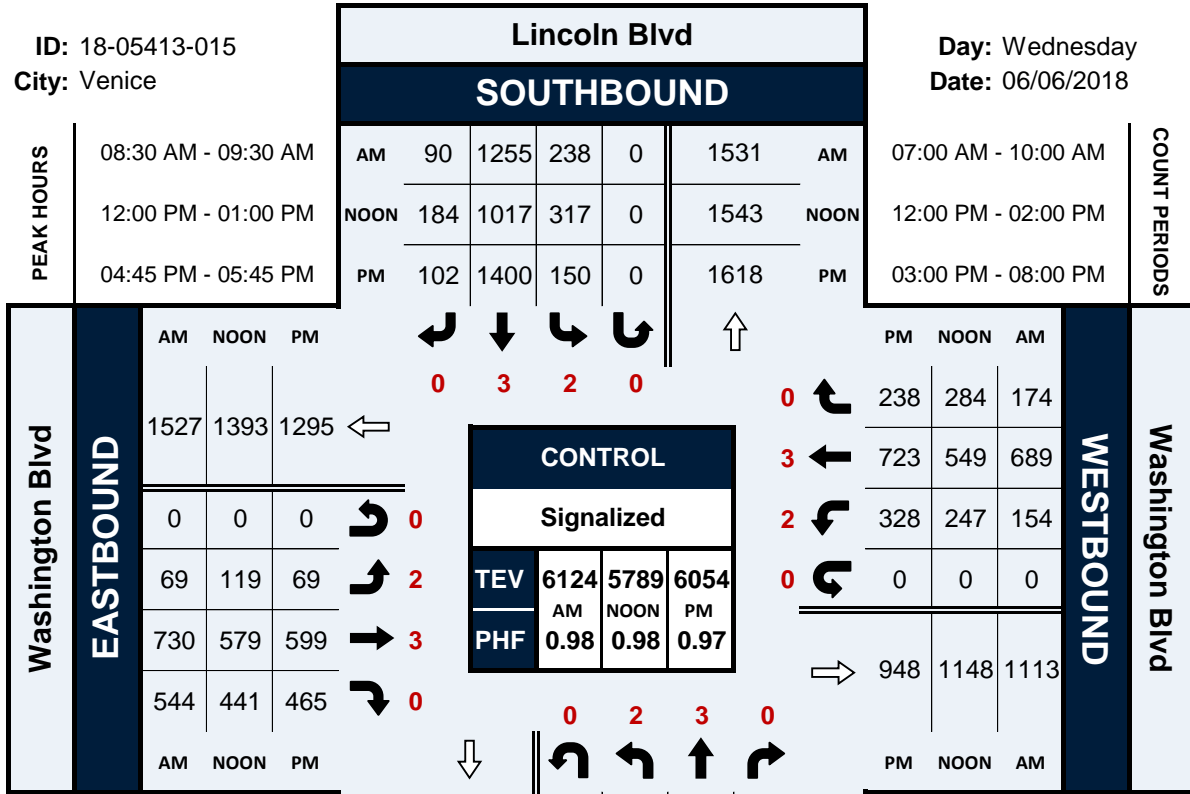 ID: 18-05413-015
City: Venice
Lincoln Blvd
SOUTHBOUND
Day: Wednesday
Date: 06/06/2018
PEAK HOURS
08:30 AM - 09:30 AM
12:00 PM - 01:00 PM
04:45 PM - 05:45 PM
AM 90 1255 238 0 1531 AM
NOON 184 1017 317 0 1543 NOON
PM 102 1400 150 0 1618 PM
07:00 AM - 10:00 AM
12:00 PM - 02:00 PM
03:00 PM - 08:00 PM
COUNT PERIODS
0 3 2 0
Washington Blvd
EASTBOUND
AM NOON PM
1527 1393 1295
0 0 0 0
69 119 69 2
730 579 599 3
544 441 465 0
AM NOON PM
CONTROL
Signalized
TEV 6124 5789 6054
AM NOON PM
PHF 0.98 0.98 0.97
PM NOON AM
0 238 284 174
3 723 549 689
2 328 247 154
0 0 0 0
948 1148 1113
PM NOON AM
WESTBOUND
Washington Blvd
0 2 3 0